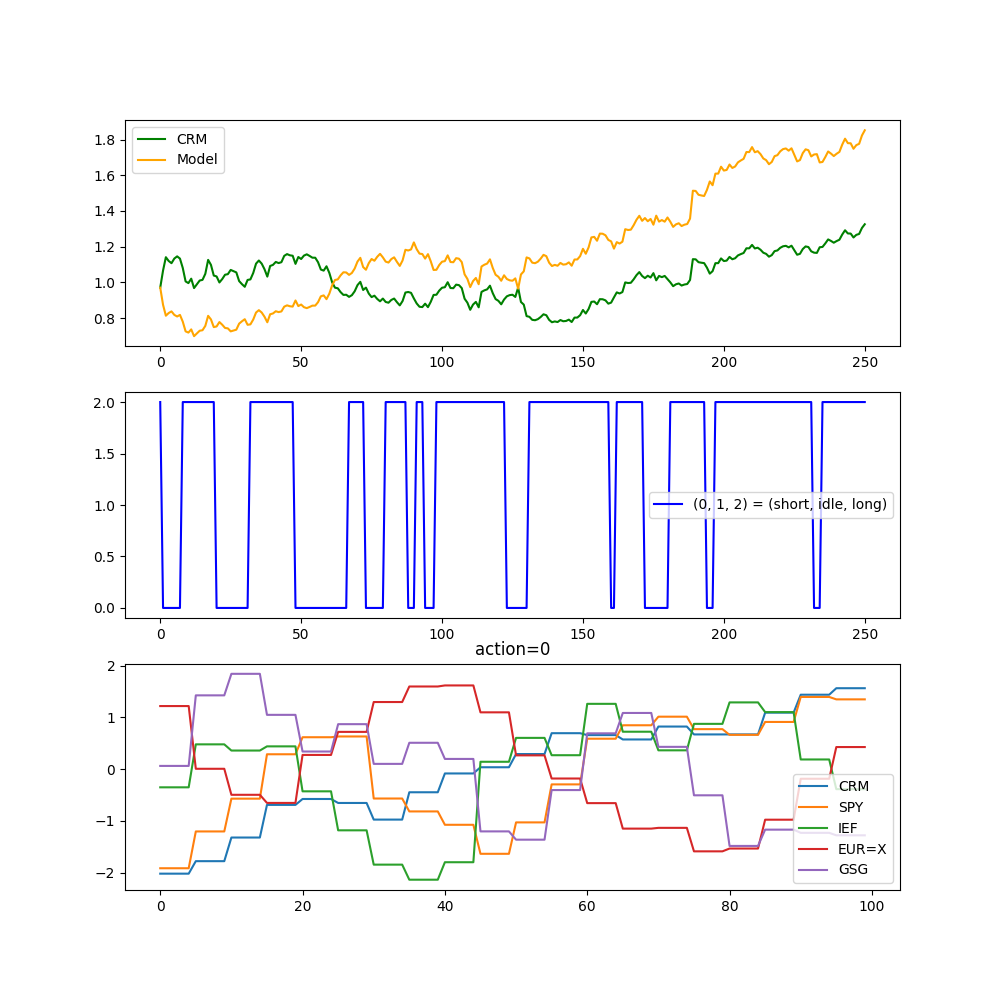 1.8
1.6
1.4
1.2
1.0
0.8
CRM
Model
0 50 100 150 200 250
2.0
1.5
1.0
0.5
0.0
(0, 1, 2) = (short, idle, long)
0 50 100 150 200 250
action=0
2
1
0
−1
−2
CRM
SPY
IEF
EUR=X
GSG
0 20 40 60 80 100